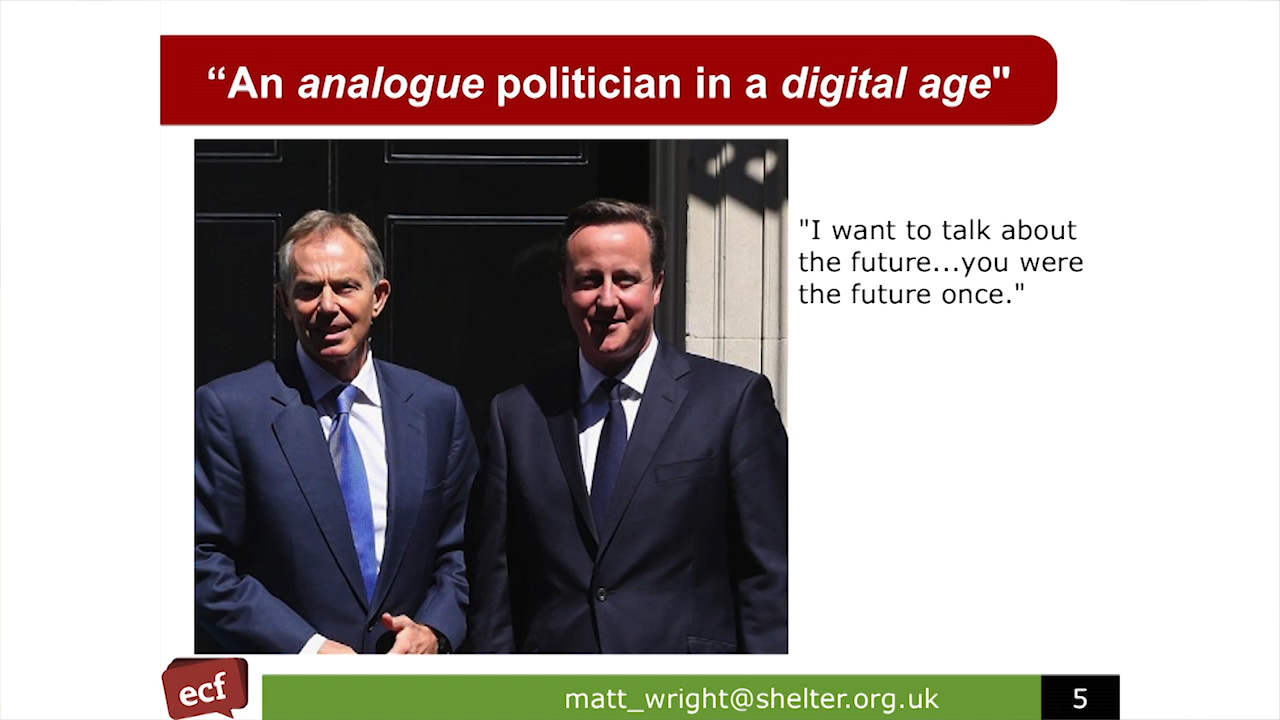 “An analogue politician in a digital age"
"I want to talk about
the future...you were
the future once."
ecf
matt_wright@shelter.org.uk
5